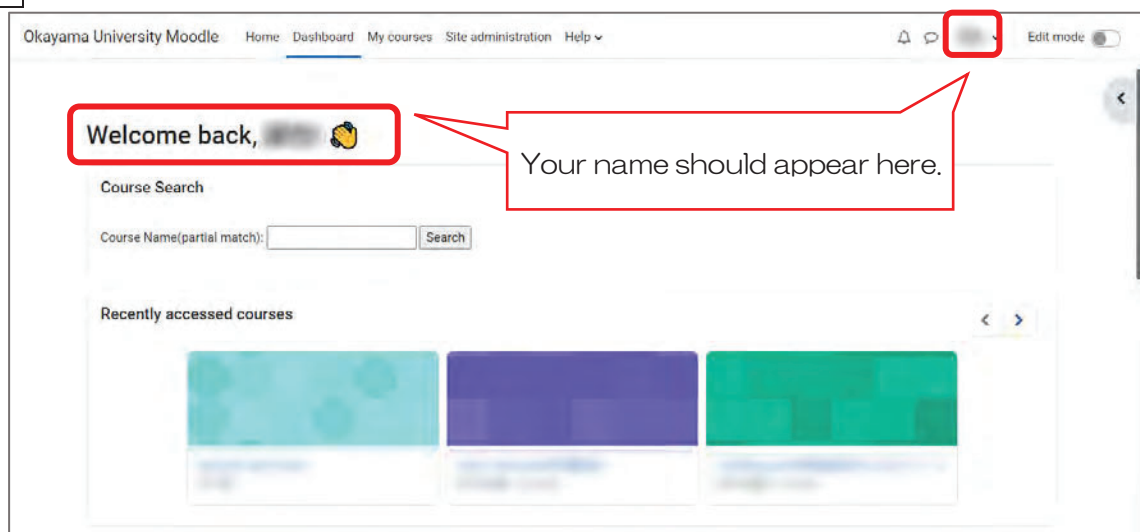 Okayama University Moodle Home Dashboard My courses Site administration Help Edit mode
Welcome back,
Your name should appear here.
Course Search
Course Name(partial match): Search
Recently accessed courses